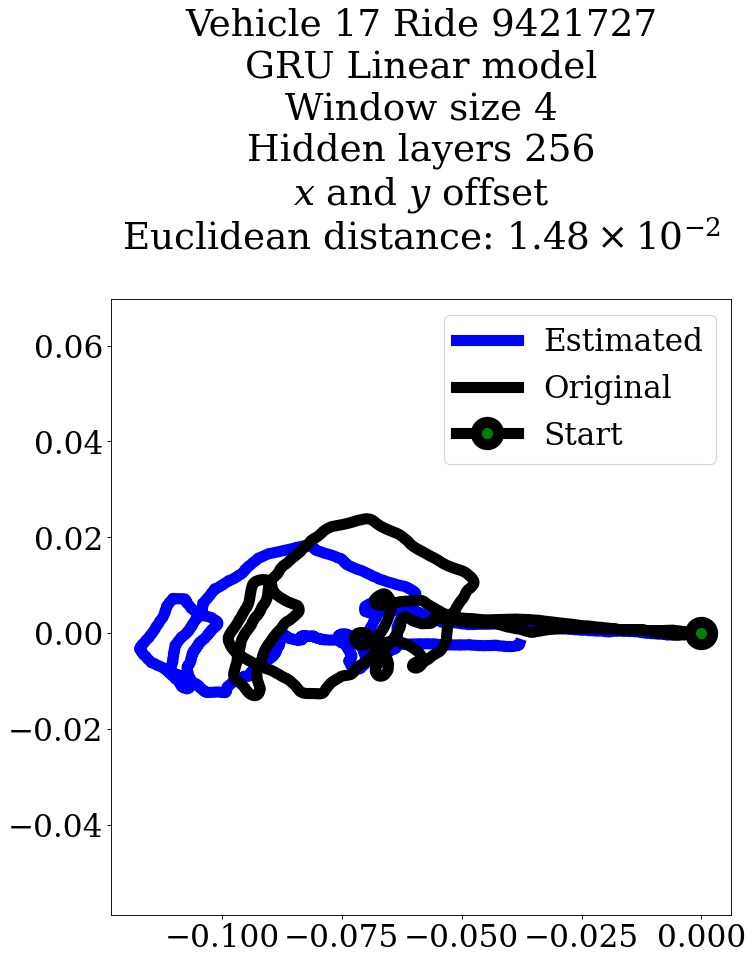 Vehicle 17 Ride 9421727
GRU Linear model
Window size 4
Hidden layers 256
x and y offset
Euclidean distance: 1.48 × 10⁻²
Estimated
Original
Start
0.06
0.04
0.02
0.00
−0.02
−0.04
−0.100 −0.075 −0.050 −0.025 0.000